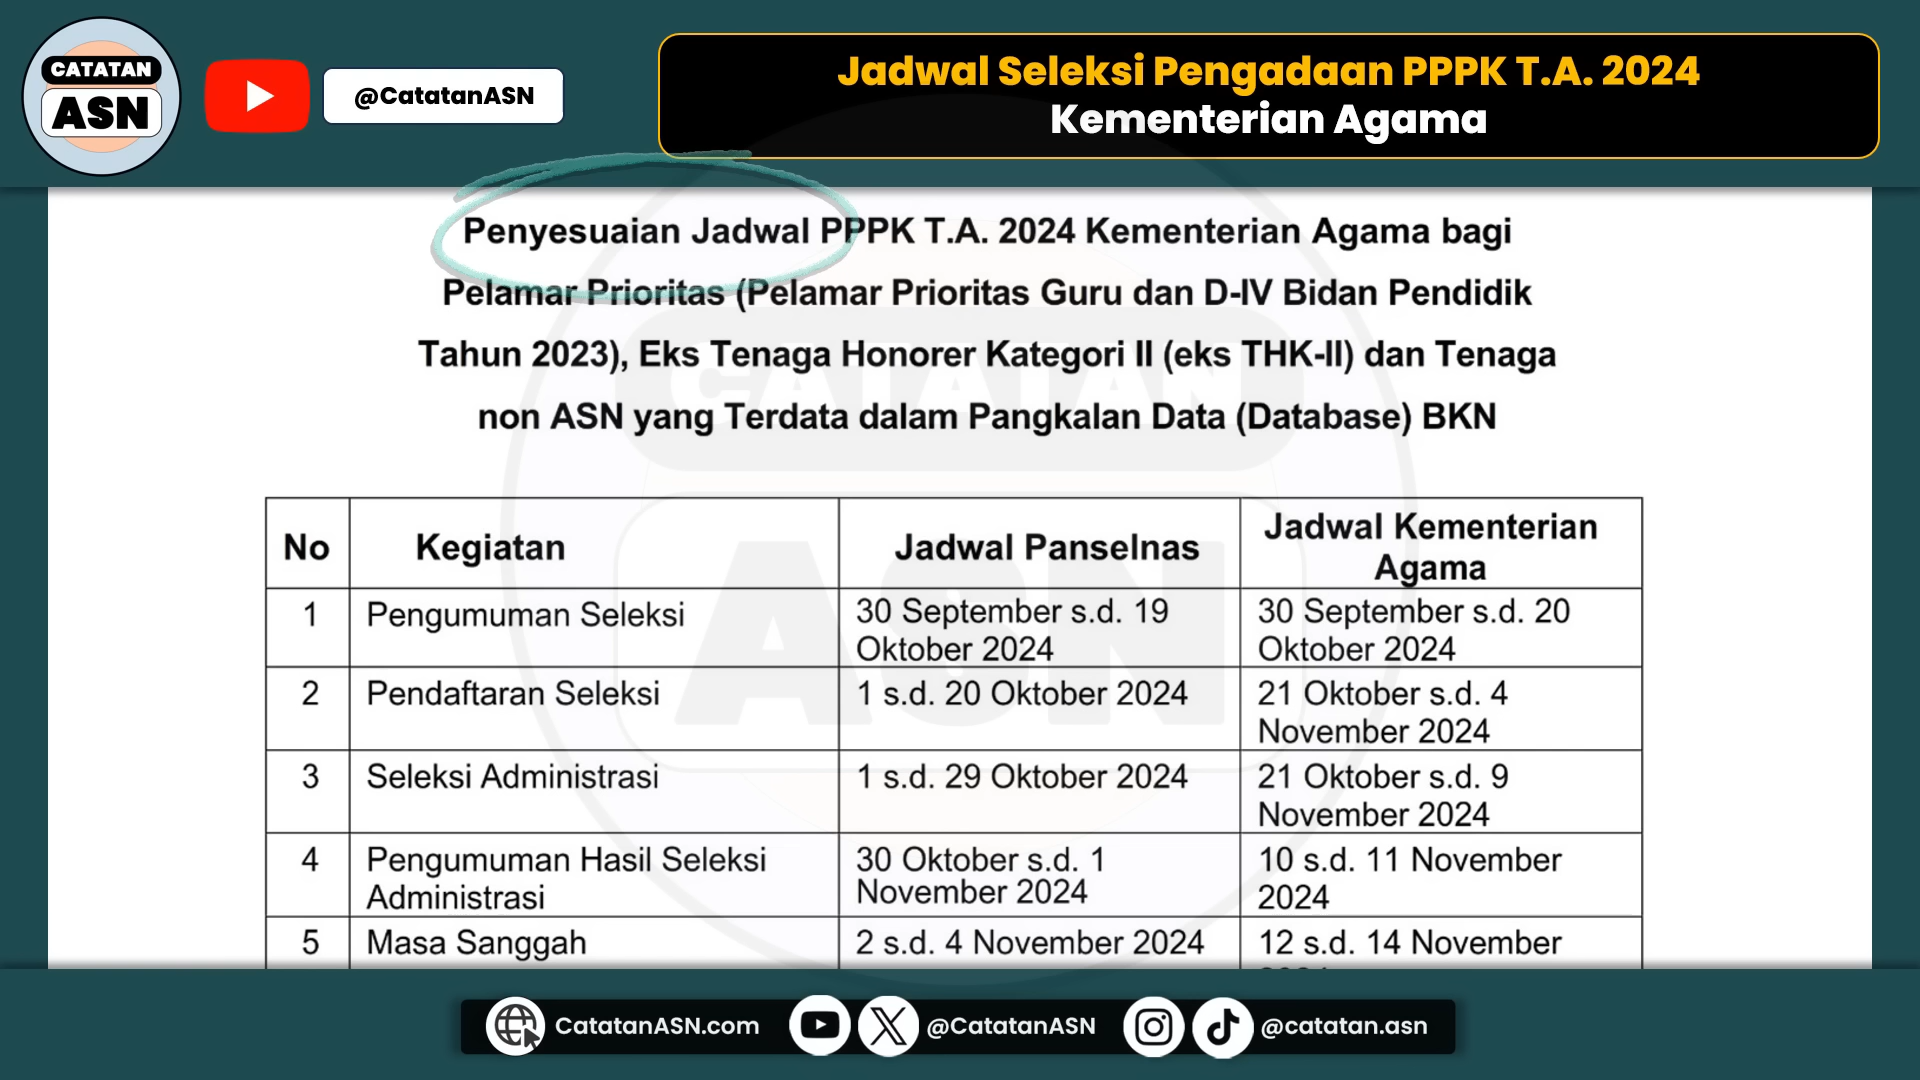 CATATAN
ASN
@CatatanASN
Jadwal Seleksi Pengadaan PPPK T.A. 2024
Kementerian Agama
Penyesuaian Jadwal PPPK T.A. 2024 Kementerian Agama bagi
Pelamar Prioritas (Pelamar Prioritas Guru dan D-IV Bidan Pendidik
Tahun 2023), Eks Tenaga Honorer Kategori II (eks THK-II) dan Tenaga
non ASN yang Terdata dalam Pangkalan Data (Database) BKN
CATATAN
ASN
No Kegiatan Jadwal Panselnas Jadwal Kementerian
Agama
1 Pengumuman Seleksi 30 September s.d. 19 30 September s.d. 20
Oktober 2024 Oktober 2024
2 Pendaftaran Seleksi 1 s.d. 20 Oktober 2024 21 Oktober s.d. 4
November 2024
3 Seleksi Administrasi 1 s.d. 29 Oktober 2024 21 Oktober s.d. 9
November 2024
4 Pengumuman Hasil Seleksi 30 Oktober s.d. 1 10 s.d. 11 November
Administrasi November 2024 2024
5 Masa Sanggah 2 s.d. 4 November 2024 12 s.d. 14 November
CatatanASN.com @CatatanASN @catatan.asn